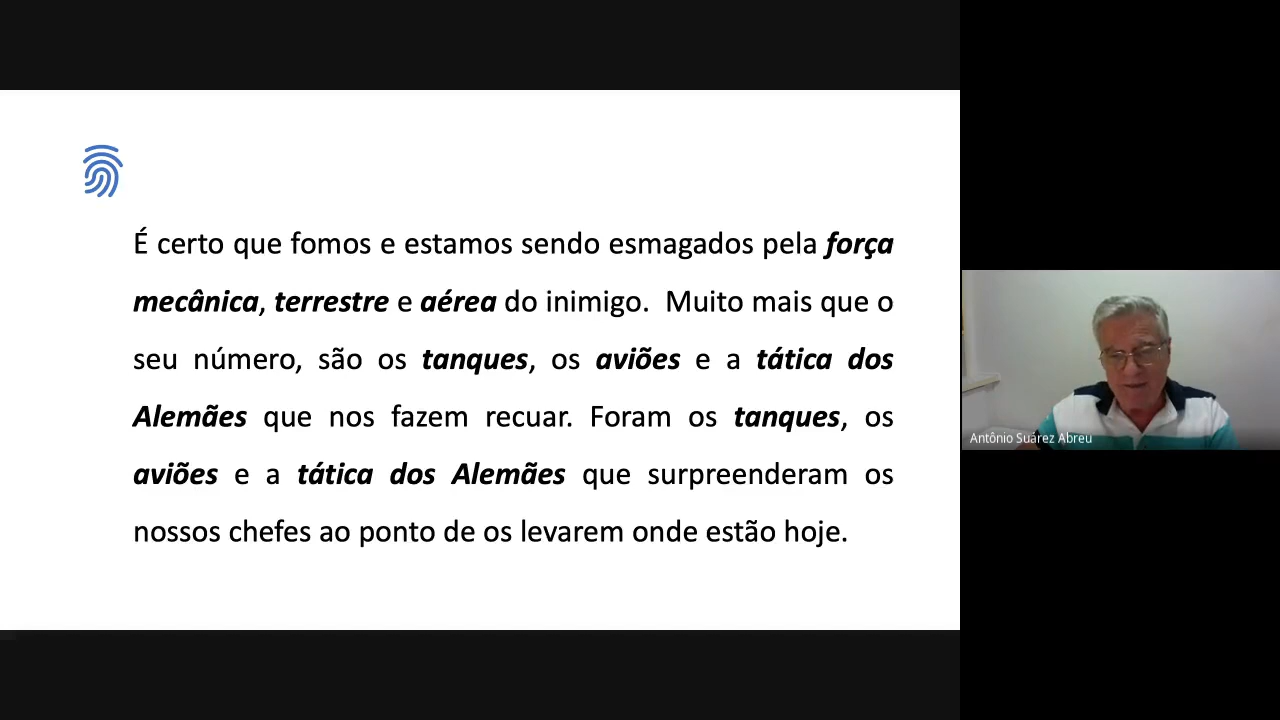 É certo que fomos e estamos sendo esmagados pela força
mecânica, terrestre e aérea do inimigo.  Muito mais que o
seu número, são os tanques, os aviões e a tática dos
Alemães que nos fazem recuar. Foram os tanques, os
aviões e a tática dos Alemães que surpreenderam os
nossos chefes ao ponto de os levarem onde estão hoje.
Antônio Suárez Abreu